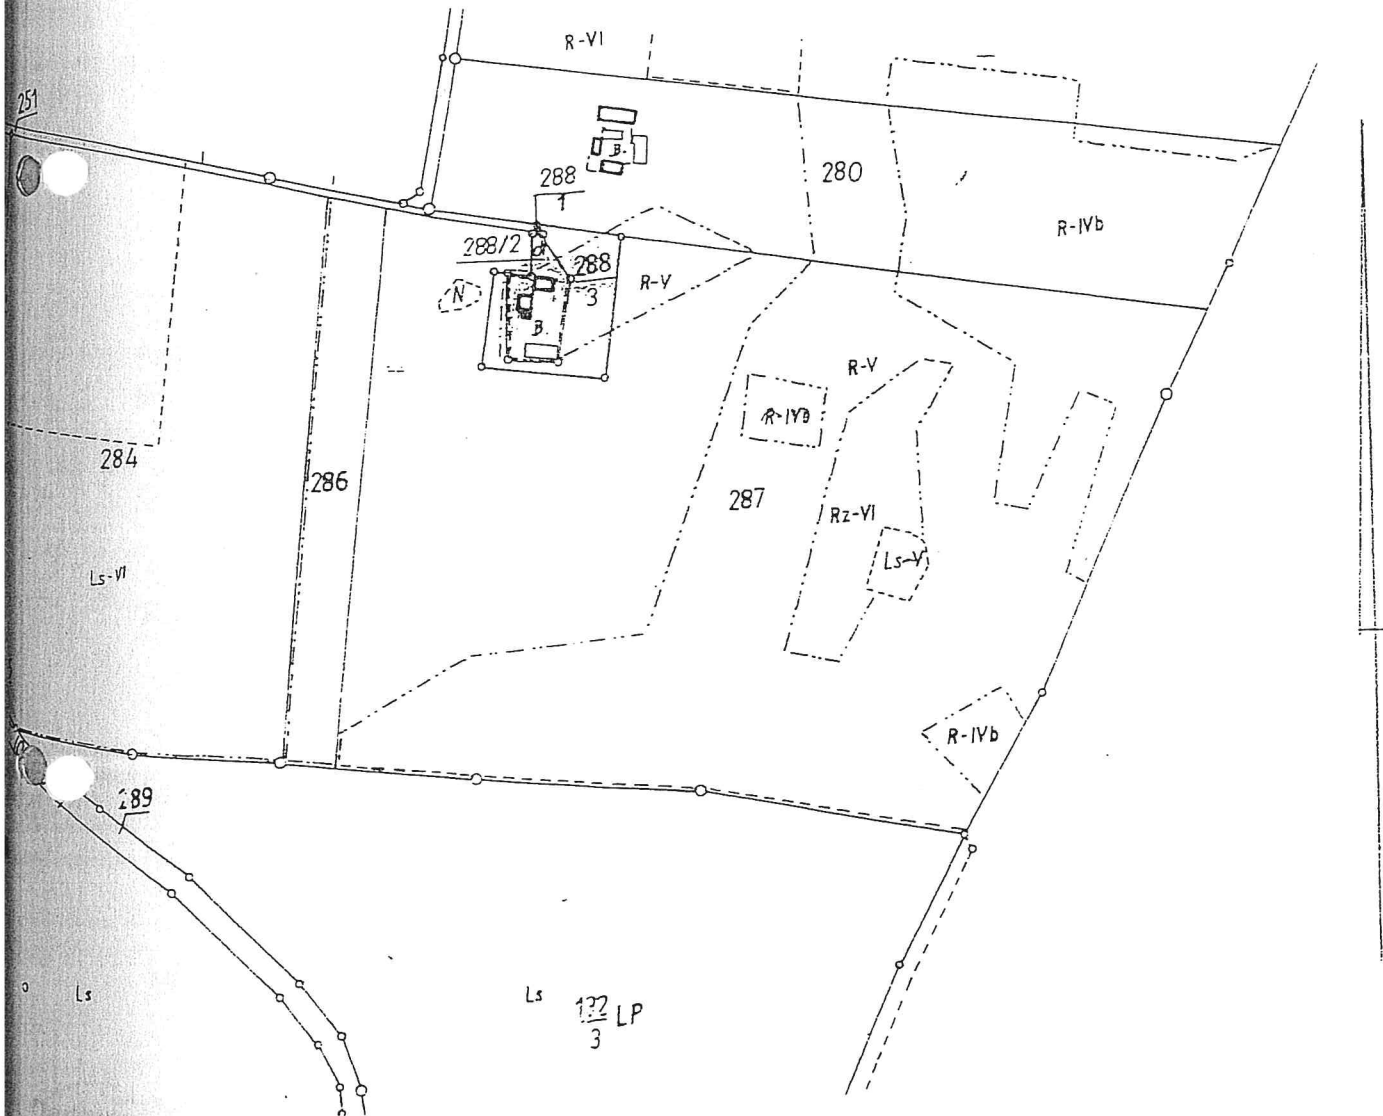 R-VI
251
B.
288
1
280
R-IVb
288/2
288
3
R-V
N
B
R-V
R-IVb
284
286
287
Rz-VI
Ls-V
Ls-VI
R-IVb
289
Ls
Ls
132
3
LP